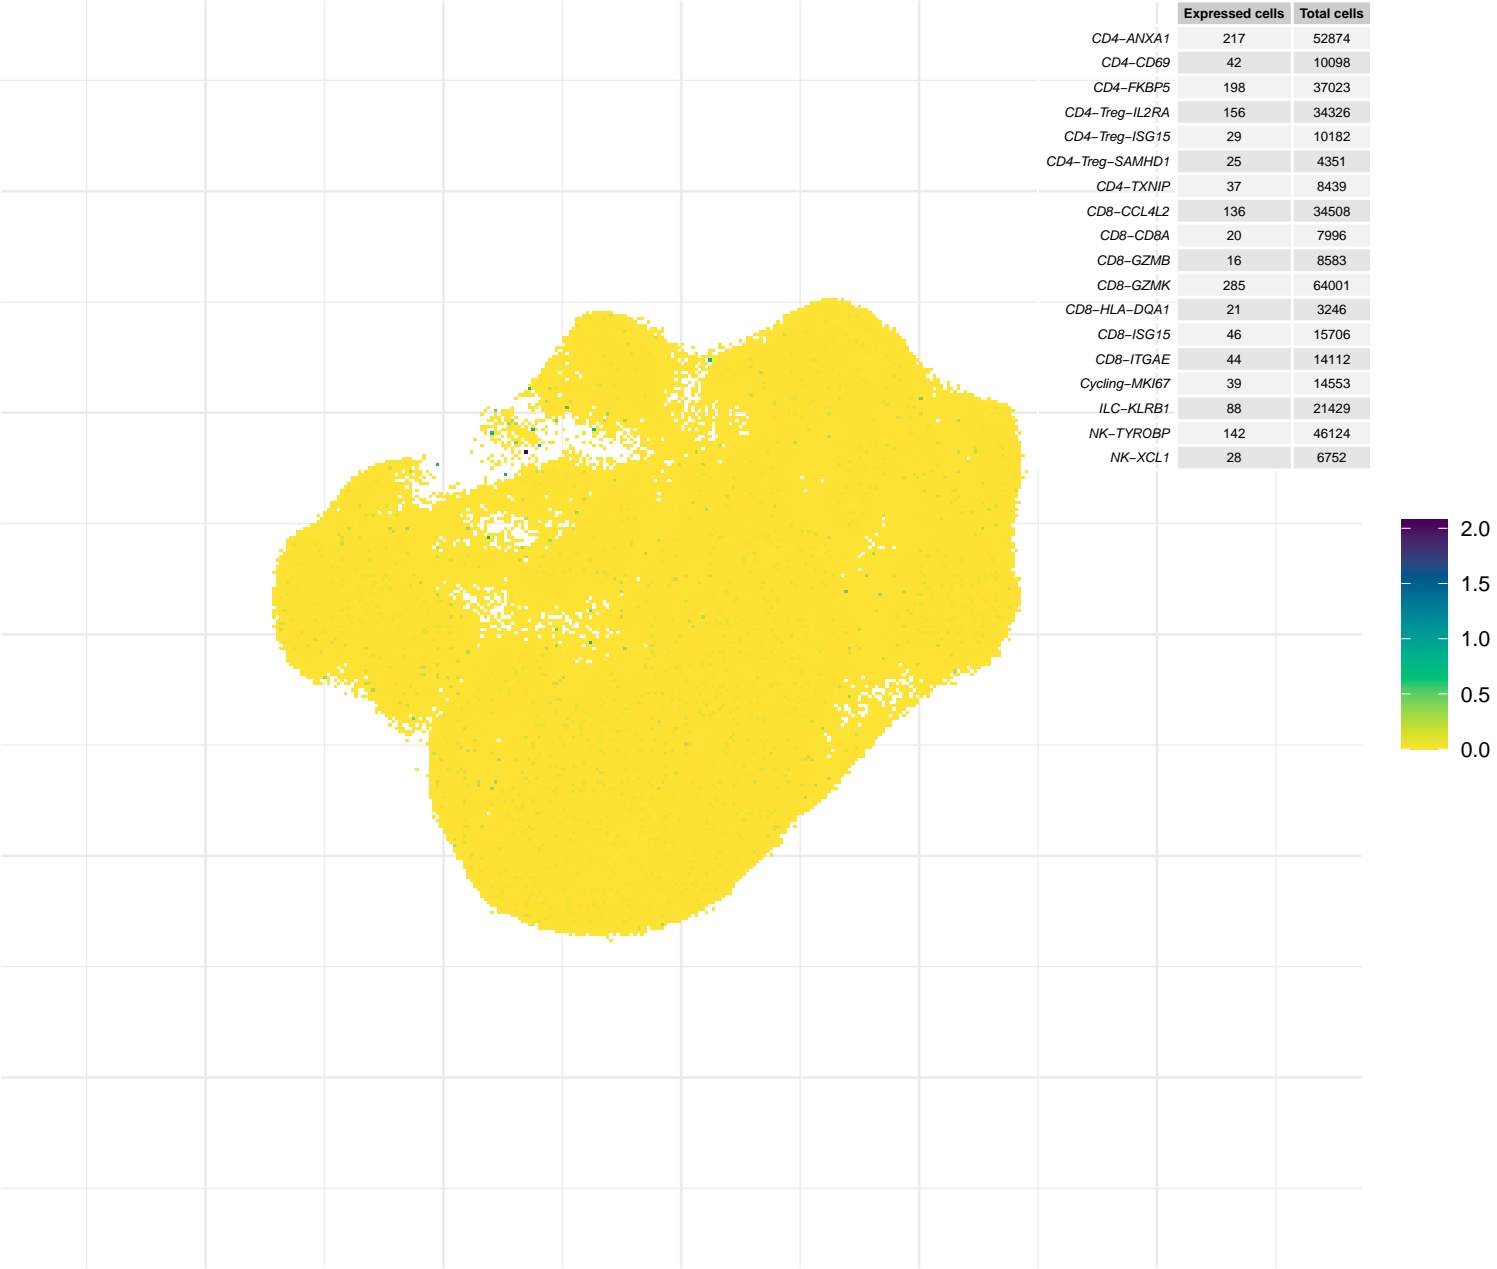 Expressed cells Total cells
CD4−ANXA1 217 52874
CD4−CD69 42 10098
CD4−FKBP5 198 37023
CD4−Treg−IL2RA 156 34326
CD4−Treg−ISG15 29 10182
CD4−Treg−SAMHD1 25 4351
CD4−TXNIP 37 8439
CD8−CCL4L2 136 34508
CD8−CD8A 20 7996
CD8−GZMB 16 8583
CD8−GZMK 285 64001
CD8−HLA−DQA1 21 3246
CD8−ISG15 46 15706
CD8−ITGAE 44 14112
Cycling−MKI67 39 14553
ILC−KLRB1 88 21429
NK−TYROBP 142 46124
NK−XCL1 28 6752
2.0
1.5
1.0
0.5
0.0